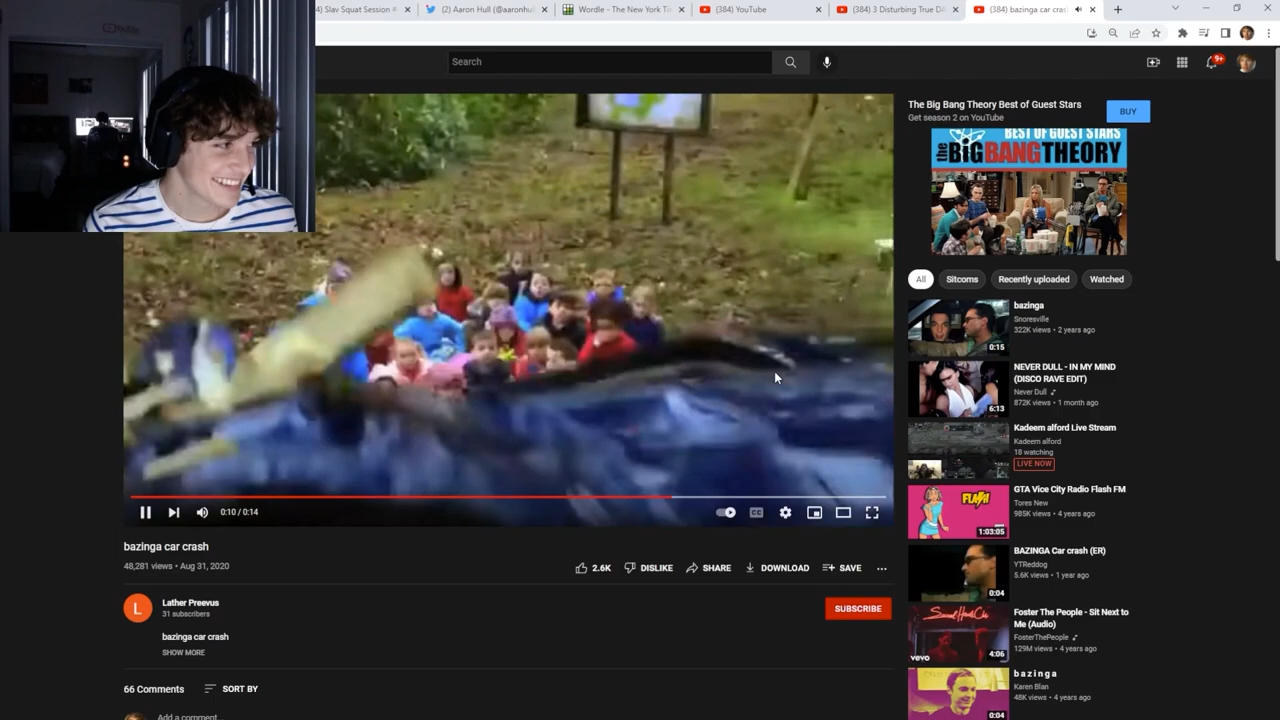 4) Slav Squat Session #
(2) Aaron Hull (@aaronhul
Wordle - The New York Tim
(384) YouTube
(384) 3 Disturbing True D
(384) bazinga car cras
Search
9+
The Big Bang Theory Best of Guest Stars
Get season 2 on YouTube
BUY
BEST OF GUEST STARS
the BIG BANG THEORY
All
Sitcoms
Recently uploaded
Watched
bazinga
Snoresville
322K views • 2 years ago
0:15
NEVER DULL - IN MY MIND
(DISCO RAVE EDIT)
Never Dull
872K views • 1 month ago
6:13
Kadeem alford Live Stream
Kadeem alford
18 watching
LIVE NOW
GTA Vice City Radio Flash FM
Tores New
985K views • 4 years ago
FLASH
1:03:05
BAZINGA Car crash (ER)
YTReddog
5.6K views • 1 year ago
0:04
Foster The People - Sit Next to
Me (Audio)
FosterThePeople
129M views • 4 years ago
vevo
4:06
b a z i n g a
Karen Blan
48K views • 4 years ago
0:04
0:10 / 0:14
CC
bazinga car crash
48,281 views • Aug 31, 2020
2.6K
DISLIKE
SHARE
DOWNLOAD
SAVE
L
Lather Preevus
31 subscribers
SUBSCRIBE
bazinga car crash
SHOW MORE
66 Comments
SORT BY
Add a comment...